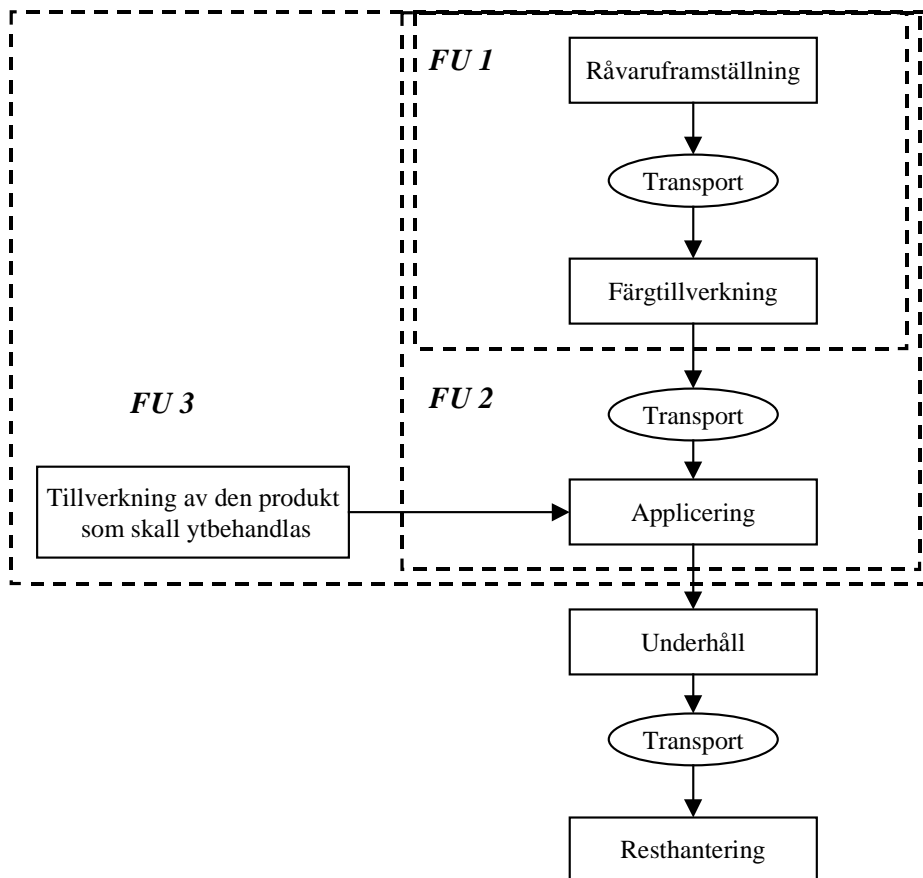 FU 1
Råvaruframställning
Transport
Färgtillverkning
FU 3
FU 2
Transport
Tillverkning av den produkt
som skall ytbehandlas
Applicering
Underhåll
Transport
Resthantering